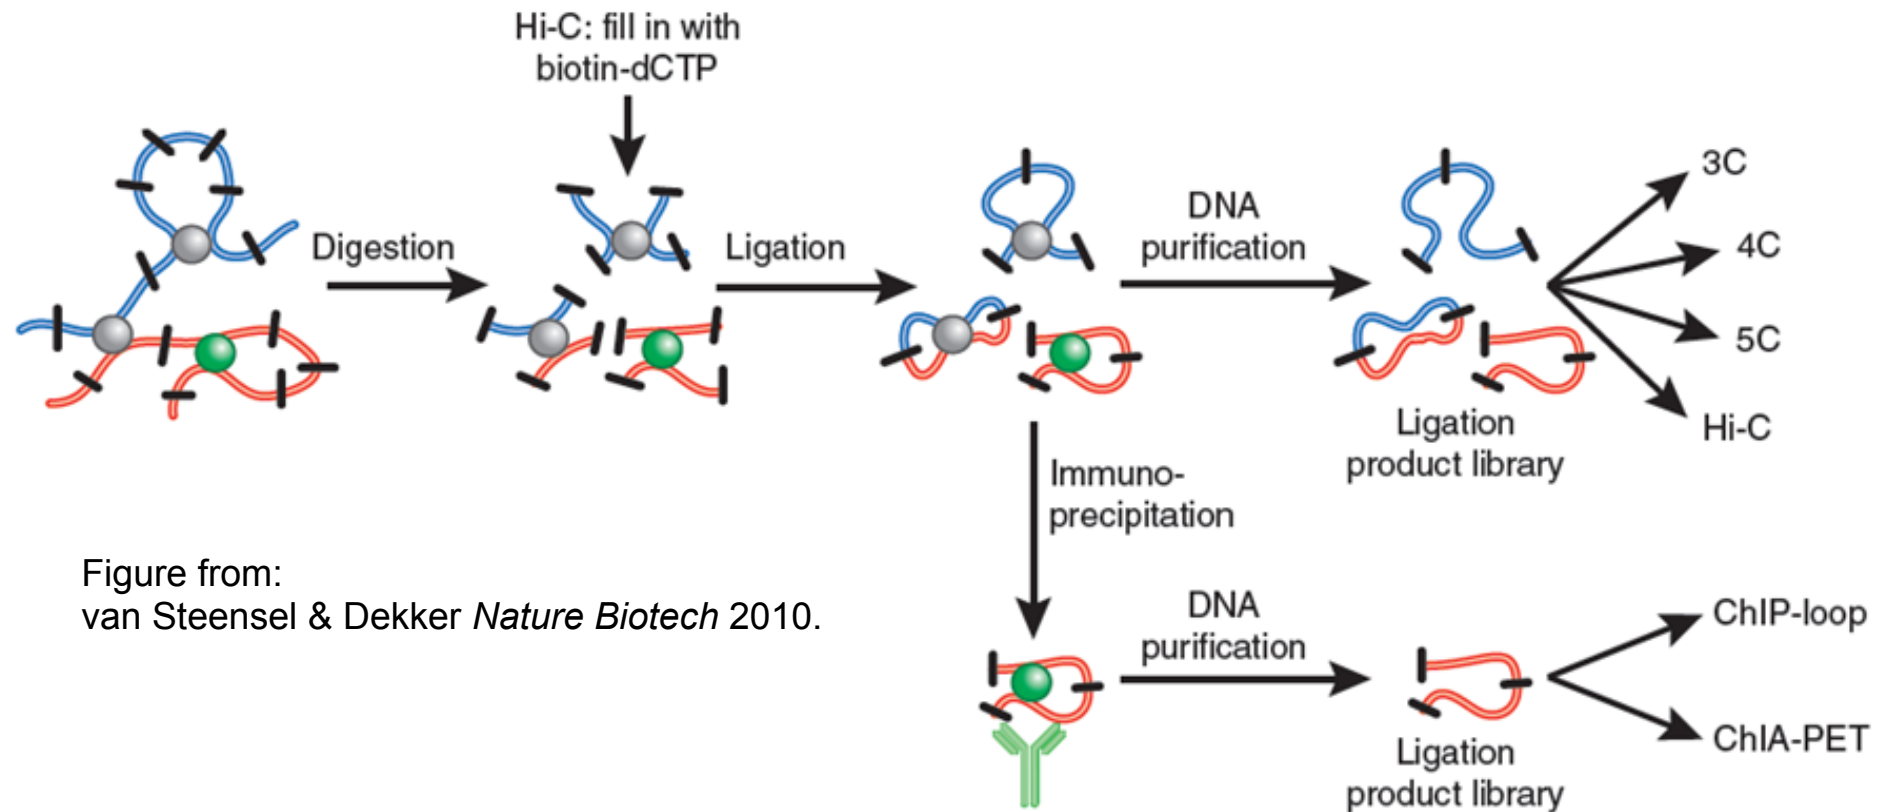 Hi-C: fill in with
biotin-dCTP
Digestion
Ligation
DNA
purification
3C
4C
5C
Hi-C
Ligation
product library
Immuno-
precipitation
Figure from:
van Steensel & Dekker Nature Biotech 2010.
DNA
purification
ChIP-loop
ChIA-PET
Ligation
product library